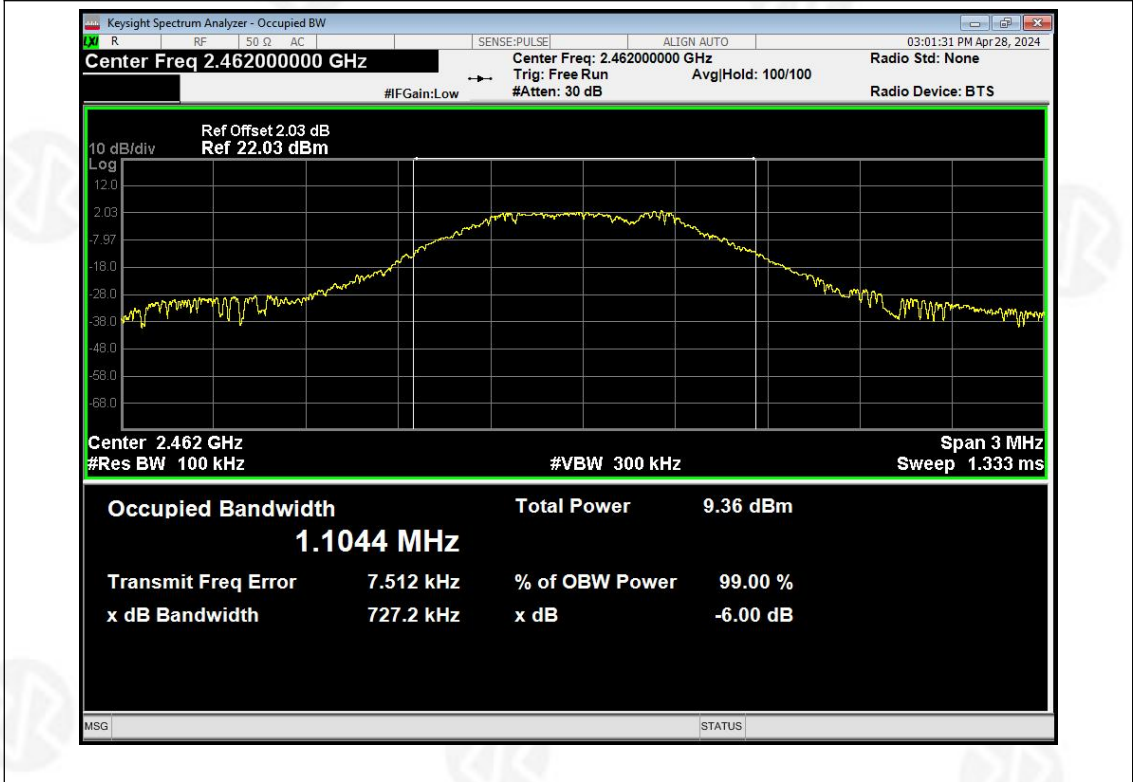 Keysight Spectrum Analyzer - Occupied BW
LXI R RF 50 Ω AC SENSE:PULSE ALIGN AUTO 03:01:31 PM Apr 28, 2024
Center Freq 2.462000000 GHz Center Freq: 2.462000000 GHz Radio Std: None
Trig: Free Run Avg|Hold: 100/100
#IFGain:Low #Atten: 30 dB Radio Device: BTS
Ref Offset 2.03 dB
10 dB/div Ref 22.03 dBm
Log
12.0
2.03
-7.97
-18.0
-28.0
-38.0
-48.0
-58.0
-68.0
Center 2.462 GHz Span 3 MHz
#Res BW 100 kHz #VBW 300 kHz Sweep 1.333 ms
Occupied Bandwidth Total Power 9.36 dBm
1.1044 MHz
Transmit Freq Error 7.512 kHz % of OBW Power 99.00 %
x dB Bandwidth 727.2 kHz x dB -6.00 dB
MSG STATUS